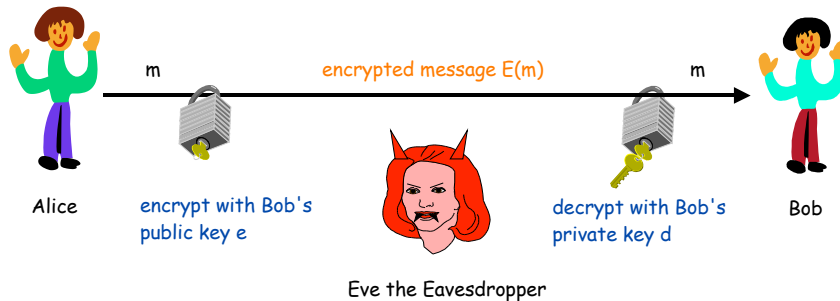 m
encrypted message E(m)
m
Alice
encrypt with Bob's
public key e
decrypt with Bob's
private key d
Bob
Eve the Eavesdropper